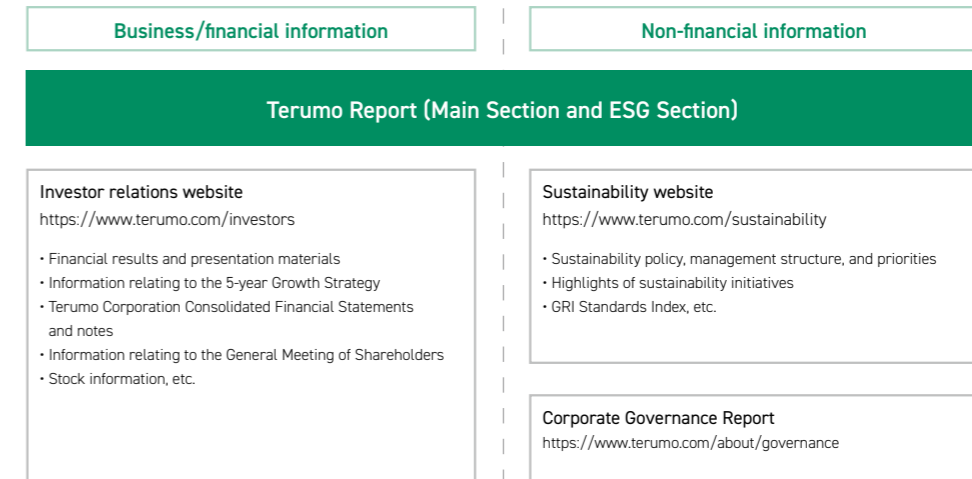 Business/financial information
Non-financial information
Terumo Report (Main Section and ESG Section)
Investor relations website
https://www.terumo.com/investors
・Financial results and presentation materials
・Information relating to the 5-year Growth Strategy
・Terumo Corporation Consolidated Financial Statements
and notes
・Information relating to the General Meeting of Shareholders
・Stock information, etc.
Sustainability website
https://www.terumo.com/sustainability
・Sustainability policy, management structure, and priorities
・Highlights of sustainability initiatives
・GRI Standards Index, etc.
Corporate Governance Report
https://www.terumo.com/about/governance